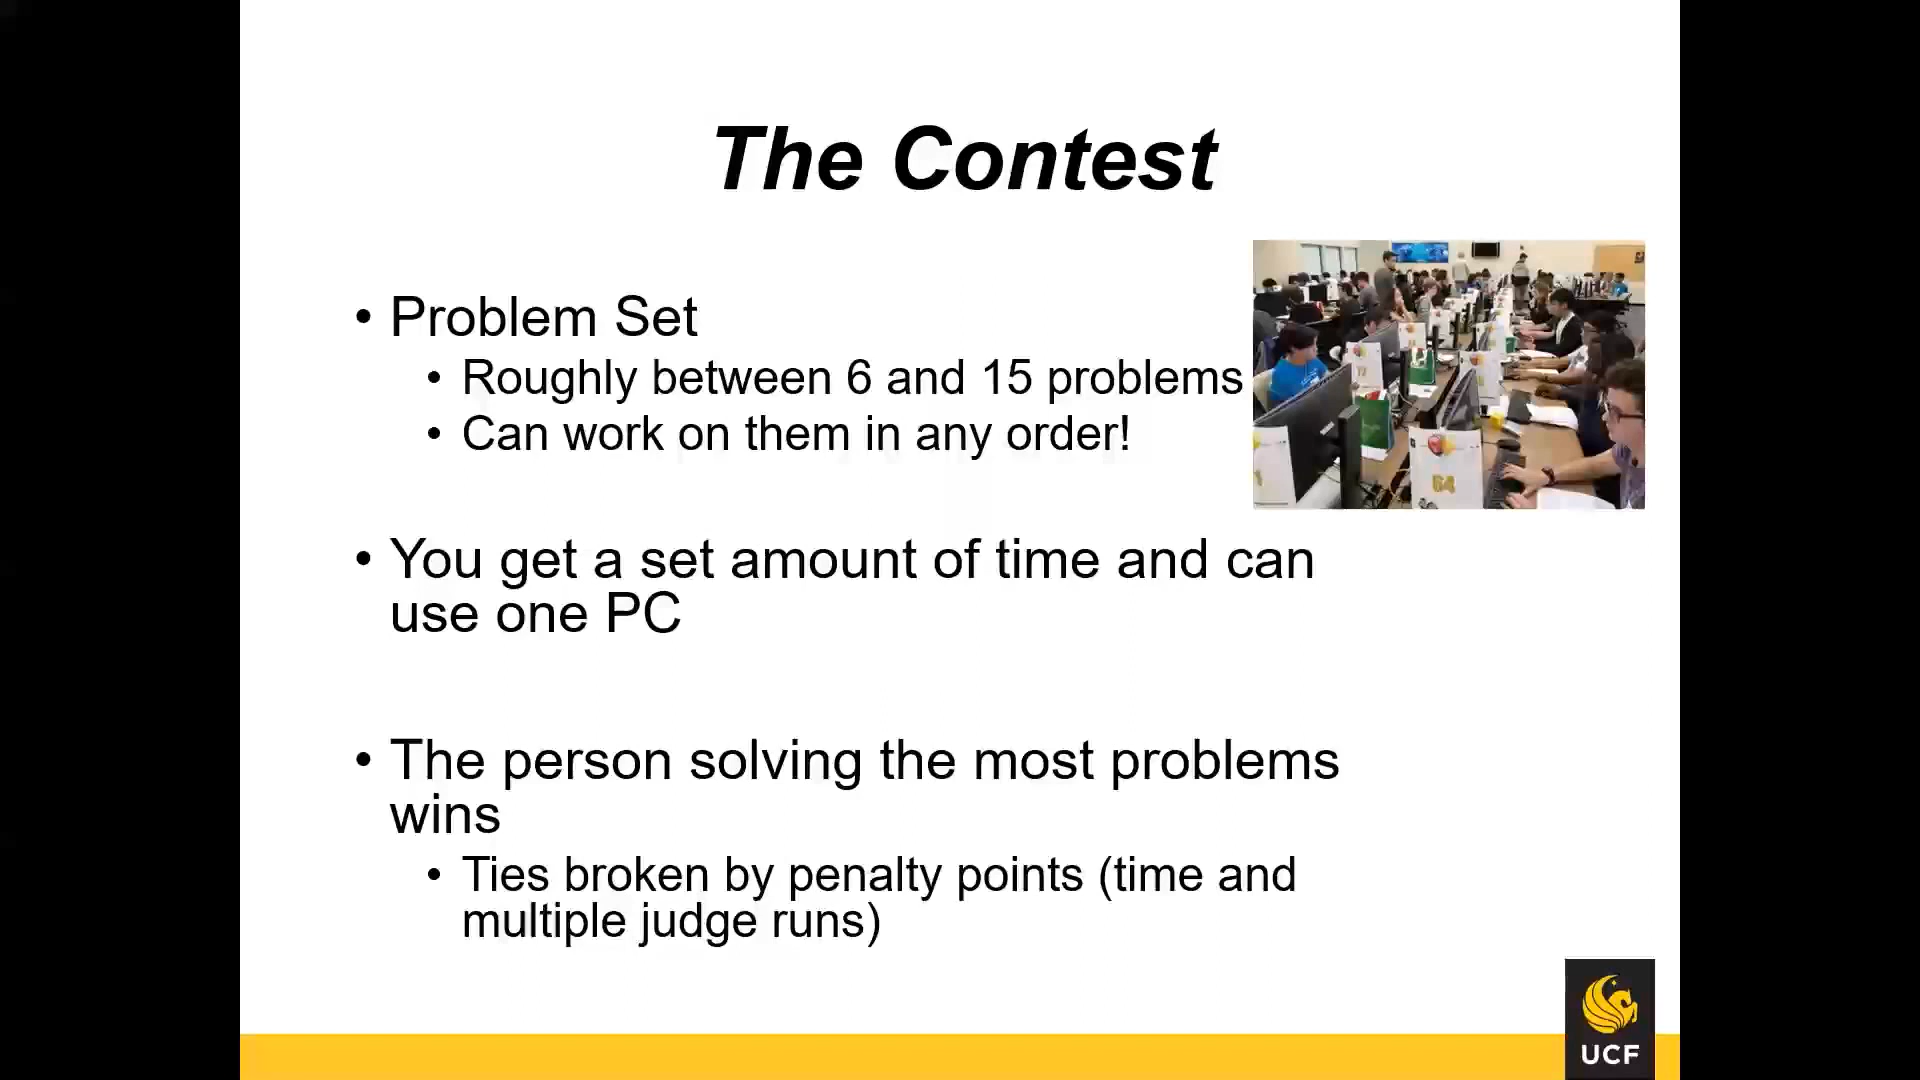 The Contest
• Problem Set
• Roughly between 6 and 15 problems
• Can work on them in any order!
64
• You get a set amount of time and can
use one PC
• The person solving the most problems
wins
• Ties broken by penalty points (time and
multiple judge runs)
UCF